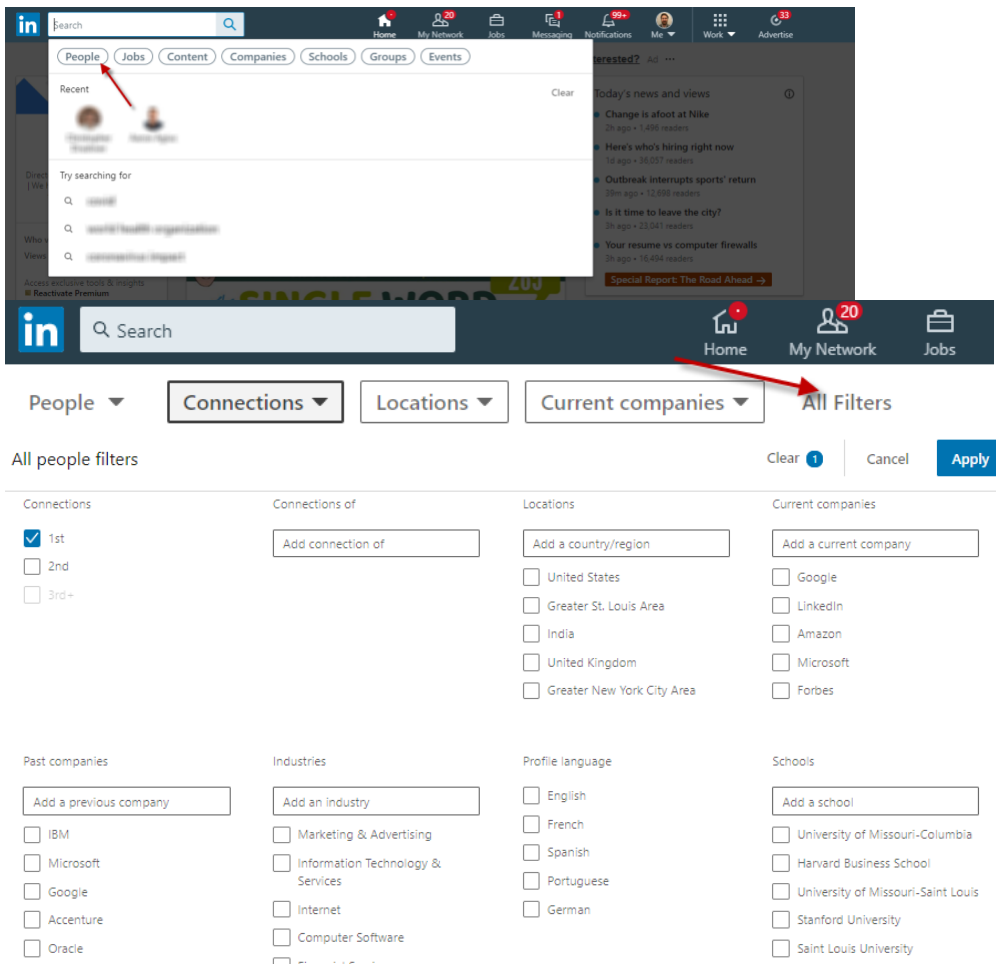 in Search
Home 20 My Network Jobs 1 Messaging 99+ Notifications Me Work 33 Advertise
People Jobs Content Companies Schools Groups Events
terested? Ad ...
Recent
Clear
Today's news and views
Change is afoot at Nike
2h ago • 1,496 readers
Here's who's hiring right now
1d ago • 36,057 readers
Outbreak interrupts sports' return
39m ago • 12,698 readers
Is it time to leave the city?
3h ago • 23,041 readers
Your resume vs computer firewalls
3h ago • 16,494 readers
Special Report: The Road Ahead →
Try searching for
Direct
| We
Who v
Views
Access exclusive tools & insights
Reactivate Premium
SINGLE WORD
in Search
Home 20 My Network Jobs
People Connections Locations Current companies All Filters
All people filters
Clear 1 Cancel Apply
Connections
1st
2nd
3rd+
Connections of
Add connection of
Locations
Add a country/region
United States
Greater St. Louis Area
India
United Kingdom
Greater New York City Area
Current companies
Add a current company
Google
LinkedIn
Amazon
Microsoft
Forbes
Past companies
Add a previous company
IBM
Microsoft
Google
Accenture
Oracle
Industries
Add an industry
Marketing & Advertising
Information Technology &
Services
Internet
Computer Software
Profile language
English
French
Spanish
Portuguese
German
Schools
Add a school
University of Missouri-Columbia
Harvard Business School
University of Missouri-Saint Louis
Stanford University
Saint Louis University